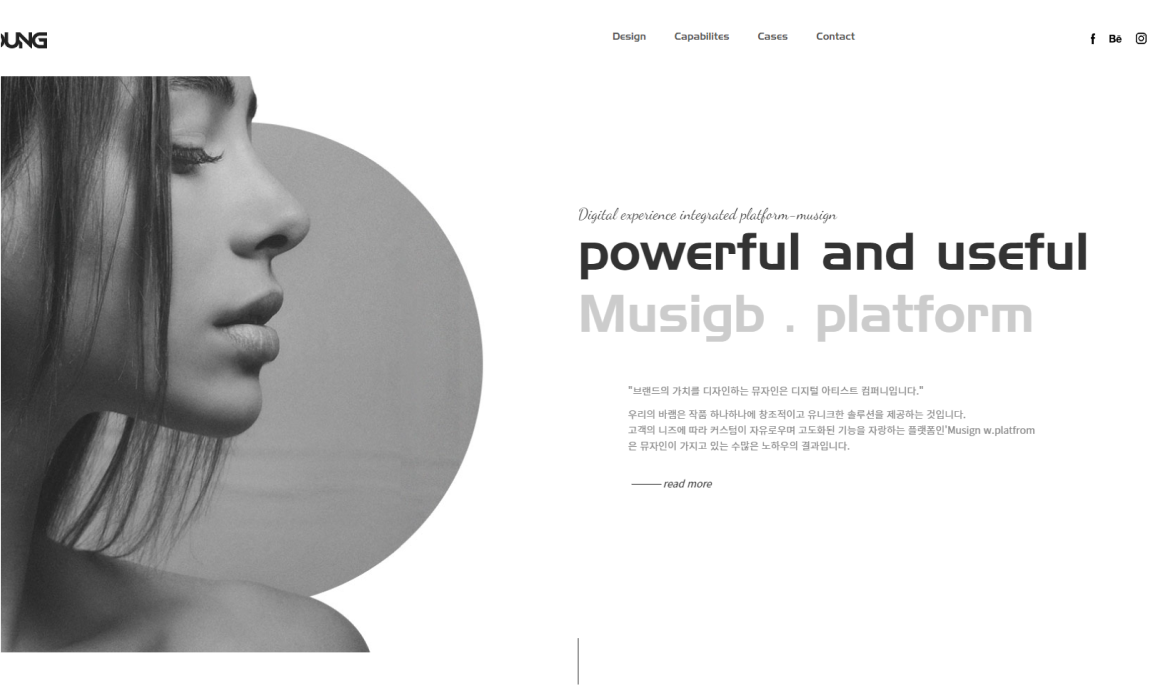 OUNG
Design Capabilites Cases Contact
f Bē
Digital experience integrated platform-musign
powerful and useful
Musigb . platform
"브랜드의 가치를 디자인하는 뮤자인은 디지털 아티스트 컴퍼니입니다."
우리의 바램은 작품 하나하나에 창조적이고 유니크한 솔루션을 제공하는 것입니다.
고객의 니즈에 따라 커스텀이 자유로우며 고도화된 기능을 자랑하는 플랫폼인'Musign w.platfrom
은 뮤자인이 가지고 있는 수많은 노하우의 결과입니다.
read more